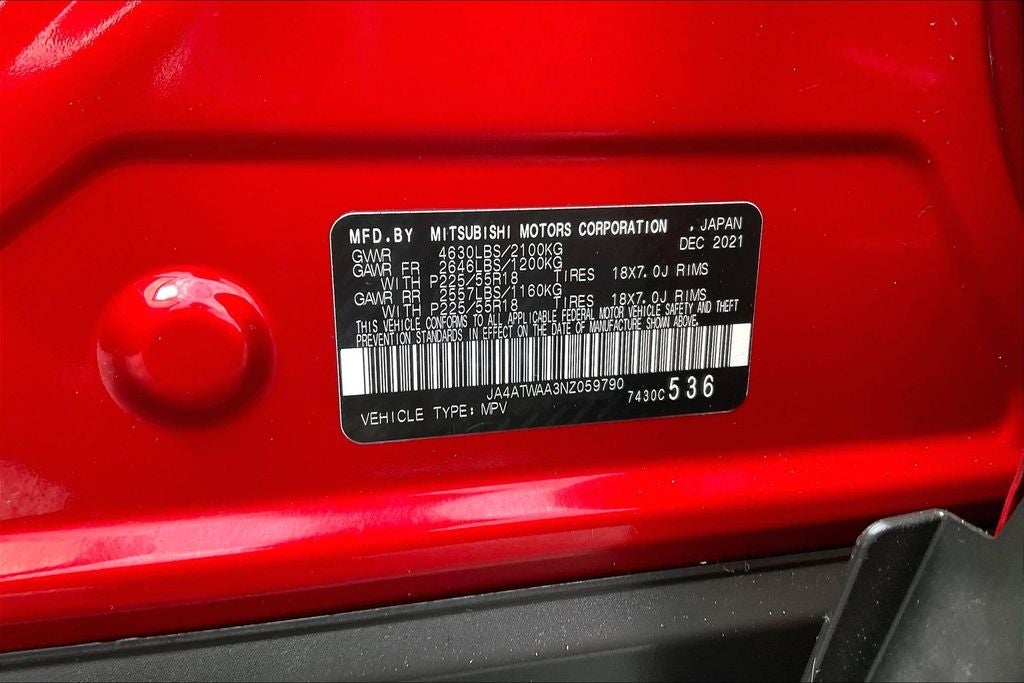 MFD.BY MITSUBISHI MOTORS CORPORATION , JAPAN
GVWR 4630LBS/2100KG DEC 2021
GAWR FR 2646LBS/1200KG
WITH P225/55R18 TIRES 18X7.0J RIMS
GAWR RR 2557LBS/1160KG
WITH P225/55R18 TIRES 18X7.0J RIMS
THIS VEHICLE CONFORMS TO ALL APPLICABLE FEDERAL MOTOR VEHICLE SAFETY AND THEFT
PREVENTION STANDARDS IN EFFECT ON THE DATE OF MANUFACTURE SHOWN ABOVE.
JA4ATWAA3NZ059790
7430C 536
VEHICLE TYPE: MPV